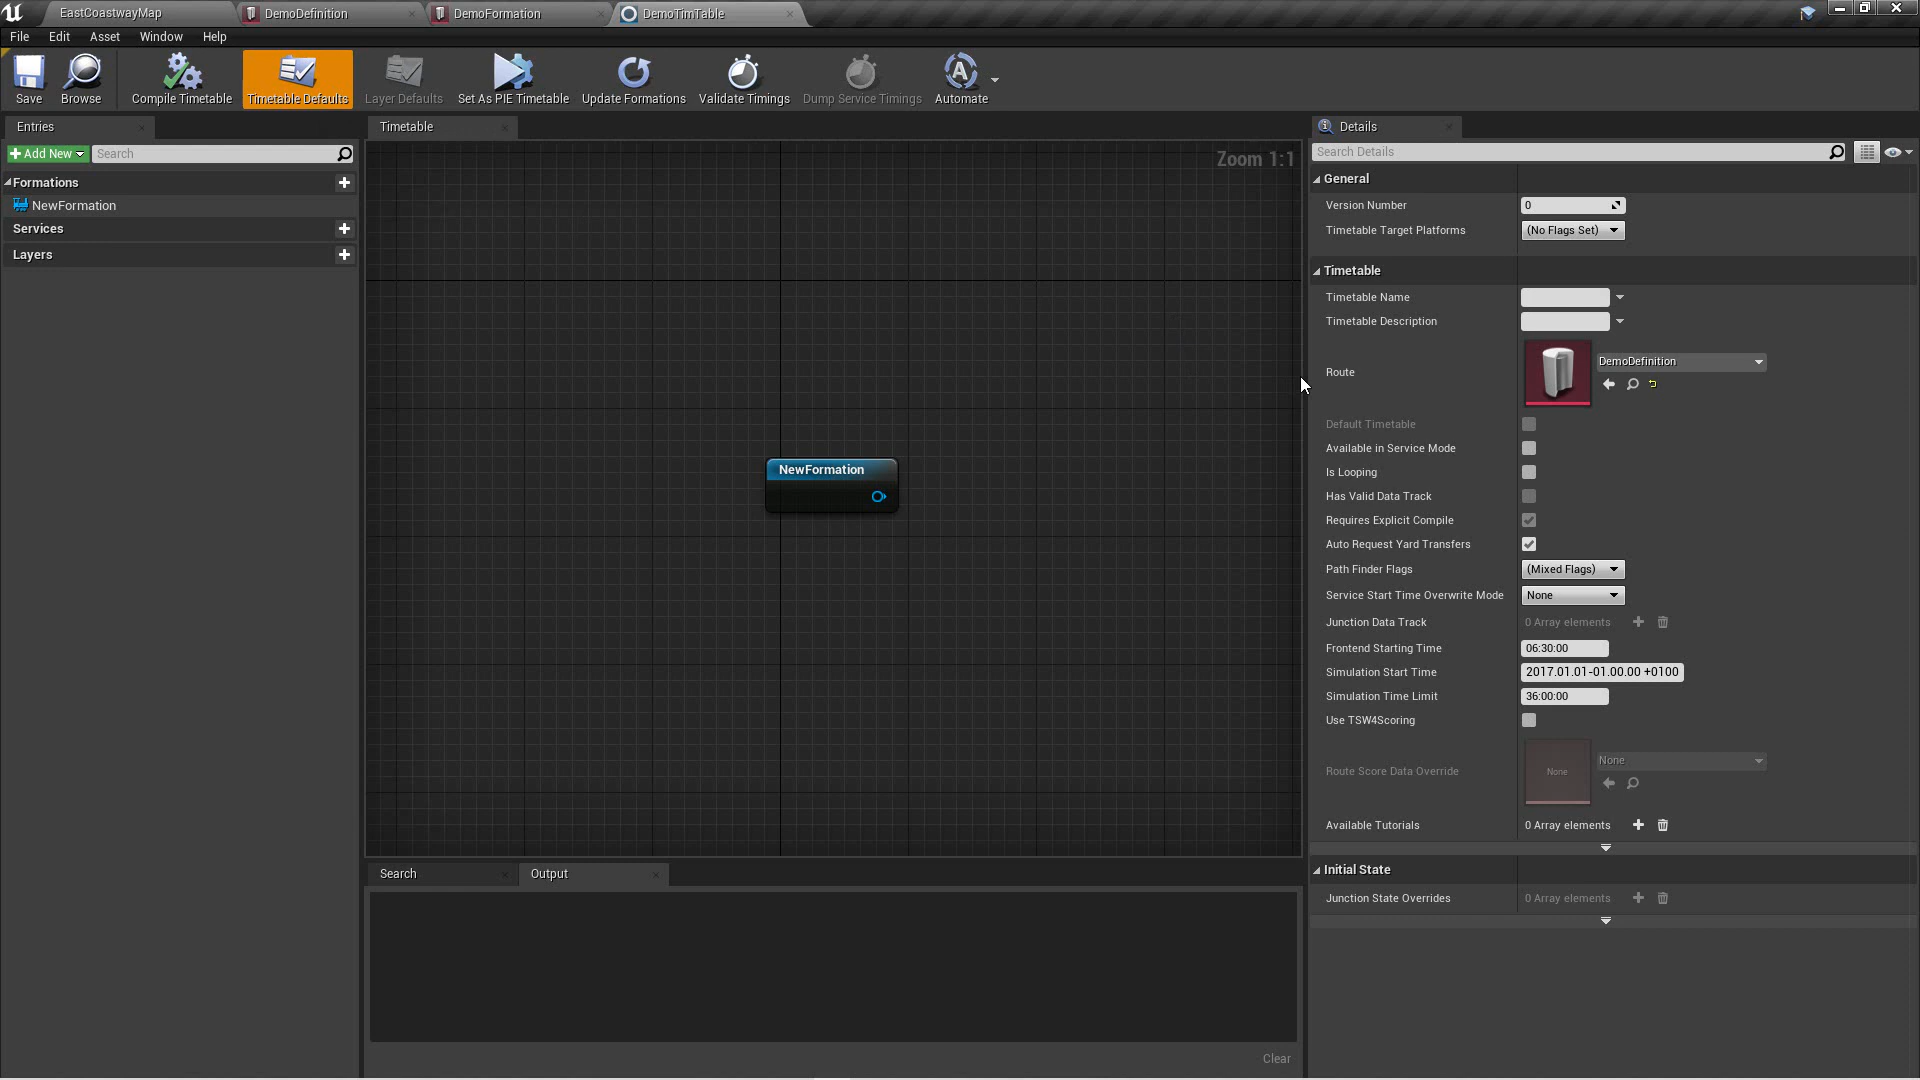 EastCoastwayMap
DemoDefinition
DemoFormation
DemoTimTable
File Edit Asset Window Help
Save
Browse
Compile Timetable
Timetable Defaults
Layer Defaults
Set As PIE Timetable
Update Formations
Validate Timings
Dump Service Timings
Automate
Entries
Add New
Search
Formations
NewFormation
Services
Layers
Timetable
Zoom 1:1
NewFormation
Search
Output
Clear
Details
Search Details
General
Version Number 0
Timetable Target Platforms (No Flags Set)
Timetable
Timetable Name
Timetable Description
Route DemoDefinition
Default Timetable
Available in Service Mode
Is Looping
Has Valid Data Track
Requires Explicit Compile
Auto Request Yard Transfers
Path Finder Flags (Mixed Flags)
Service Start Time Overwrite Mode None
Junction Data Track 0 Array elements
Frontend Starting Time 06:30:00
Simulation Start Time 2017.01.01-01.00.00 +0100
Simulation Time Limit 36:00:00
Use TSW4Scoring
Route Score Data Override None None
Available Tutorials 0 Array elements
Initial State
Junction State Overrides 0 Array elements